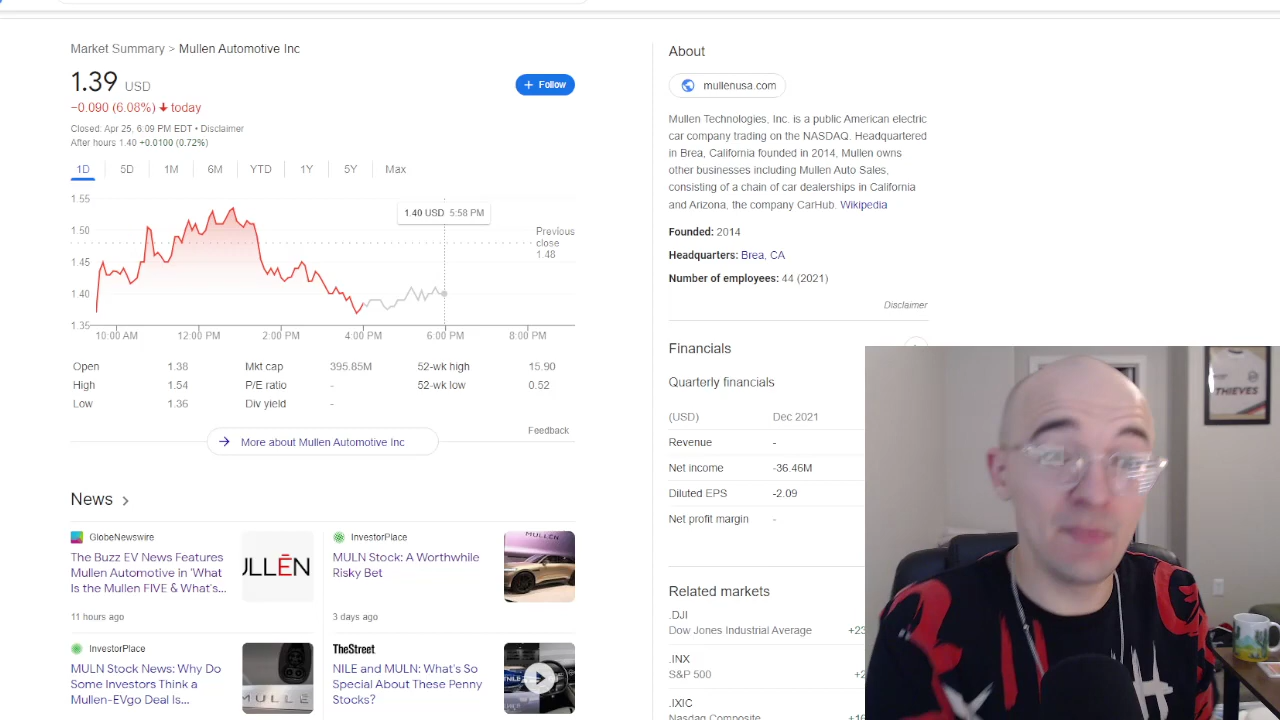 Market Summary > Mullen Automotive Inc
1.39 USD
+ Follow
−0.090 (6.08%) today
Closed: Apr 25, 6:09 PM EDT • Disclaimer
After hours 1.40 +0.0100 (0.72%)
1D 5D 1M 6M YTD 1Y 5Y Max
1.55
1.50
1.45
1.40
1.35
1.40 USD 5:58 PM
Previous
close
1.48
10:00 AM 12:00 PM 2:00 PM 4:00 PM 6:00 PM 8:00 PM
Open 1.38 Mkt cap 395.85M 52-wk high 15.90
High 1.54 P/E ratio - 52-wk low 0.52
Low 1.36 Div yield -
Feedback
More about Mullen Automotive Inc
News
GlobeNewswire
The Buzz EV News Features
Mullen Automotive in 'What
Is the Mullen FIVE & What's...
11 hours ago
ULLĒN
InvestorPlace
MULN Stock: A Worthwhile
Risky Bet
3 days ago
MULLEN
InvestorPlace
MULN Stock News: Why Do
Some Investors Think a
Mullen-EVgo Deal Is...
MULLE
TheStreet
NILE and MULN: What's So
Special About These Penny
Stocks?
About
mullenusa.com
Mullen Technologies, Inc. is a public American electric
car company trading on the NASDAQ. Headquartered
in Brea, California founded in 2014, Mullen owns
other businesses including Mullen Auto Sales,
consisting of a chain of car dealerships in California
and Arizona, the company CarHub. Wikipedia
Founded: 2014
Headquarters: Brea, CA
Number of employees: 44 (2021)
Disclaimer
Financials
Quarterly financials
(USD) Dec 2021
Revenue -
Net income -36.46M
Diluted EPS -2.09
Net profit margin -
Related markets
.DJI
Dow Jones Industrial Average +23
.INX
S&P 500 +2
.IXIC
Nasdaq Composite +16
THIEVES